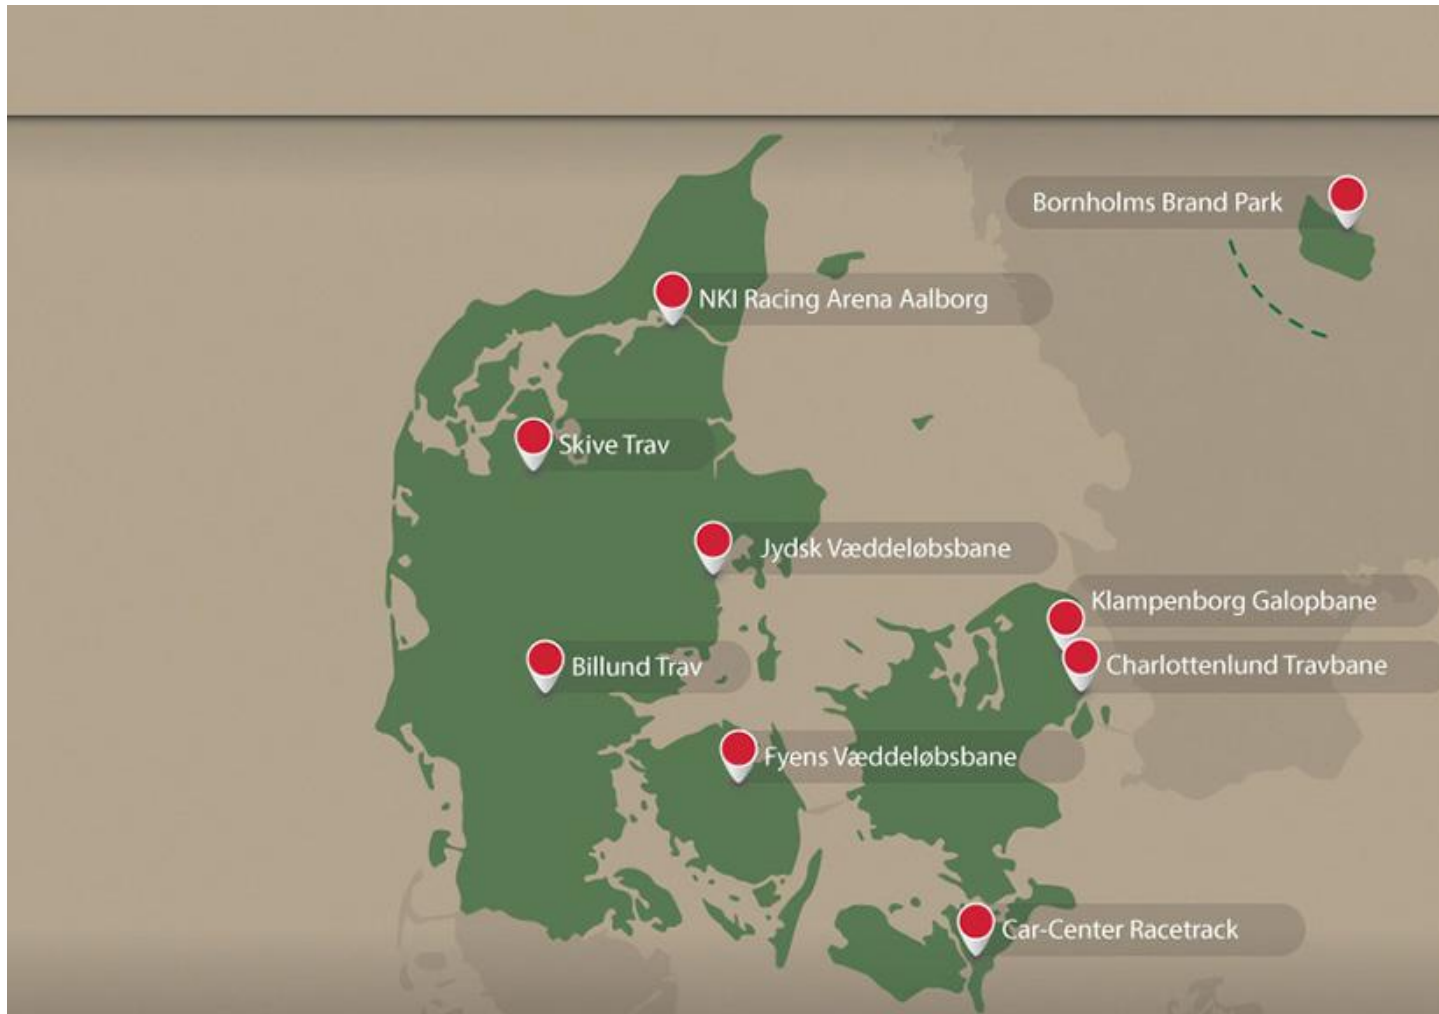 Bornholms Brand Park
NKI Racing Arena Aalborg
Skive Trav
Jydsk Væddeløbsbane
Klampenborg Galopbane
Charlottenlund Travbane
Billund Trav
Fyens Væddeløbsbane
Car-Center Racetrack